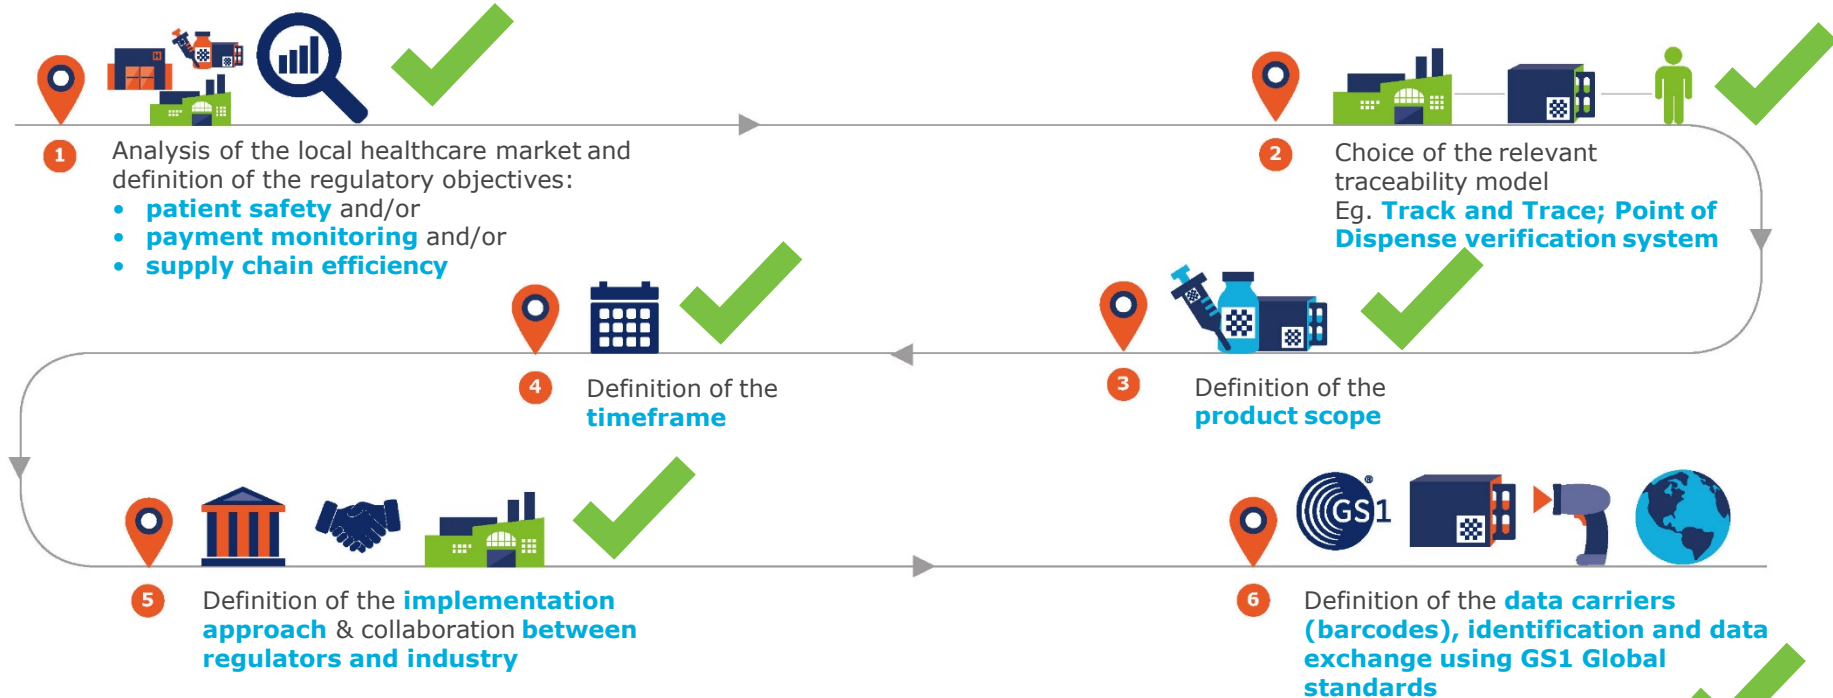 1
Analysis of the local healthcare market and
definition of the regulatory objectives:
• patient safety and/or
• payment monitoring and/or
• supply chain efficiency
2
Choice of the relevant
traceability model
Eg. Track and Trace; Point of
Dispense verification system
3
Definition of the
product scope
4
Definition of the
timeframe
5
Definition of the implementation
approach & collaboration between
regulators and industry
H
GS1®
6
Definition of the data carriers
(barcodes), identification and data
exchange using GS1 Global
standards